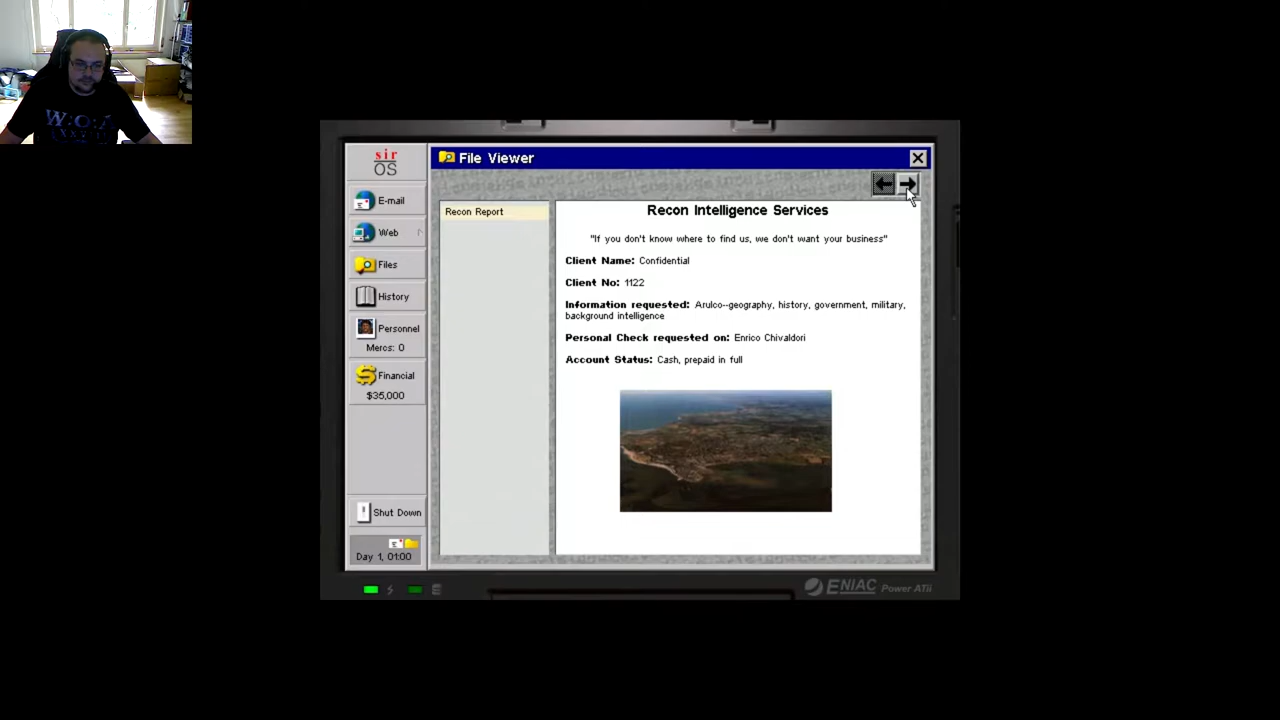 W:O:A
sir
OS
File Viewer
E-mail
Web
Files
History
Personnel
Mercs: 0
Financial
$35,000
Shut Down
Day 1, 01:00
Recon Report
Recon Intelligence Services
"If you don't know where to find us, we don't want your business"
Client Name: Confidential
Client No: 1122
Information requested: Arulco--geography, history, government, military,
background intelligence
Personal Check requested on: Enrico Chivaldori
Account Status: Cash, prepaid in full
ENIAC Power ATii